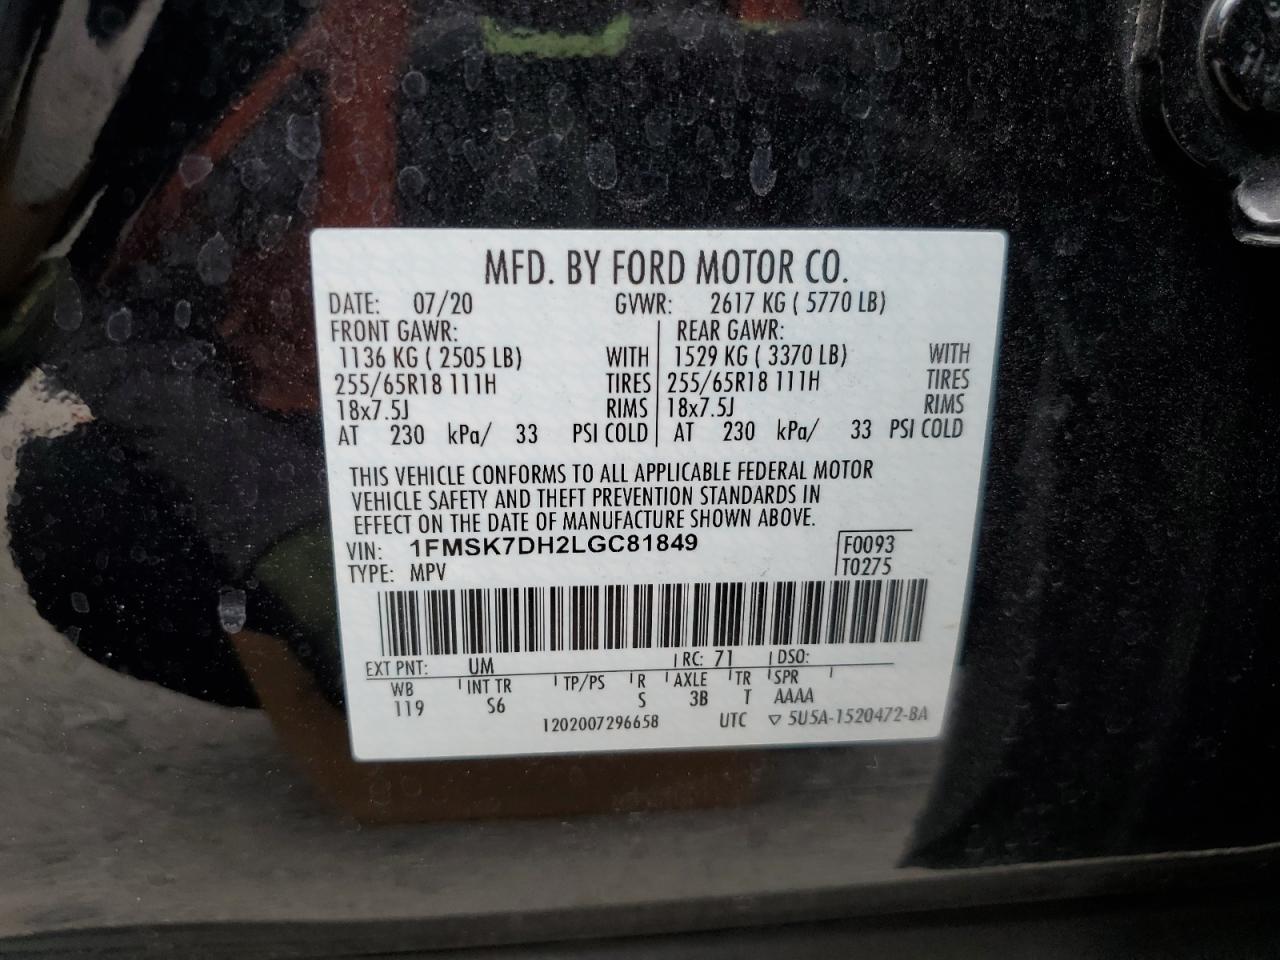 MFD. BY FORD MOTOR CO.
DATE: 07/20 GVWR: 2617 KG ( 5770 LB)
FRONT GAWR: REAR GAWR:
1136 KG ( 2505 LB) WITH 1529 KG ( 3370 LB) WITH
255/65R18 111H TIRES 255/65R18 111H TIRES
18x7.5J RIMS 18x7.5J RIMS
AT 230 kPa/ 33 PSI COLD AT 230 kPa/ 33 PSI COLD
THIS VEHICLE CONFORMS TO ALL APPLICABLE FEDERAL MOTOR
VEHICLE SAFETY AND THEFT PREVENTION STANDARDS IN
EFFECT ON THE DATE OF MANUFACTURE SHOWN ABOVE.
VIN: 1FMSK7DH2LGC81849 F0093
TYPE: MPV T0275
EXT PNT: UM RC: 71 DSO:
WB INT TR TP/PS R AXLE TR SPR
119 S6 S 3B T AAAA
1202007296658 UTC ▽ 5U5A-1520472-BA